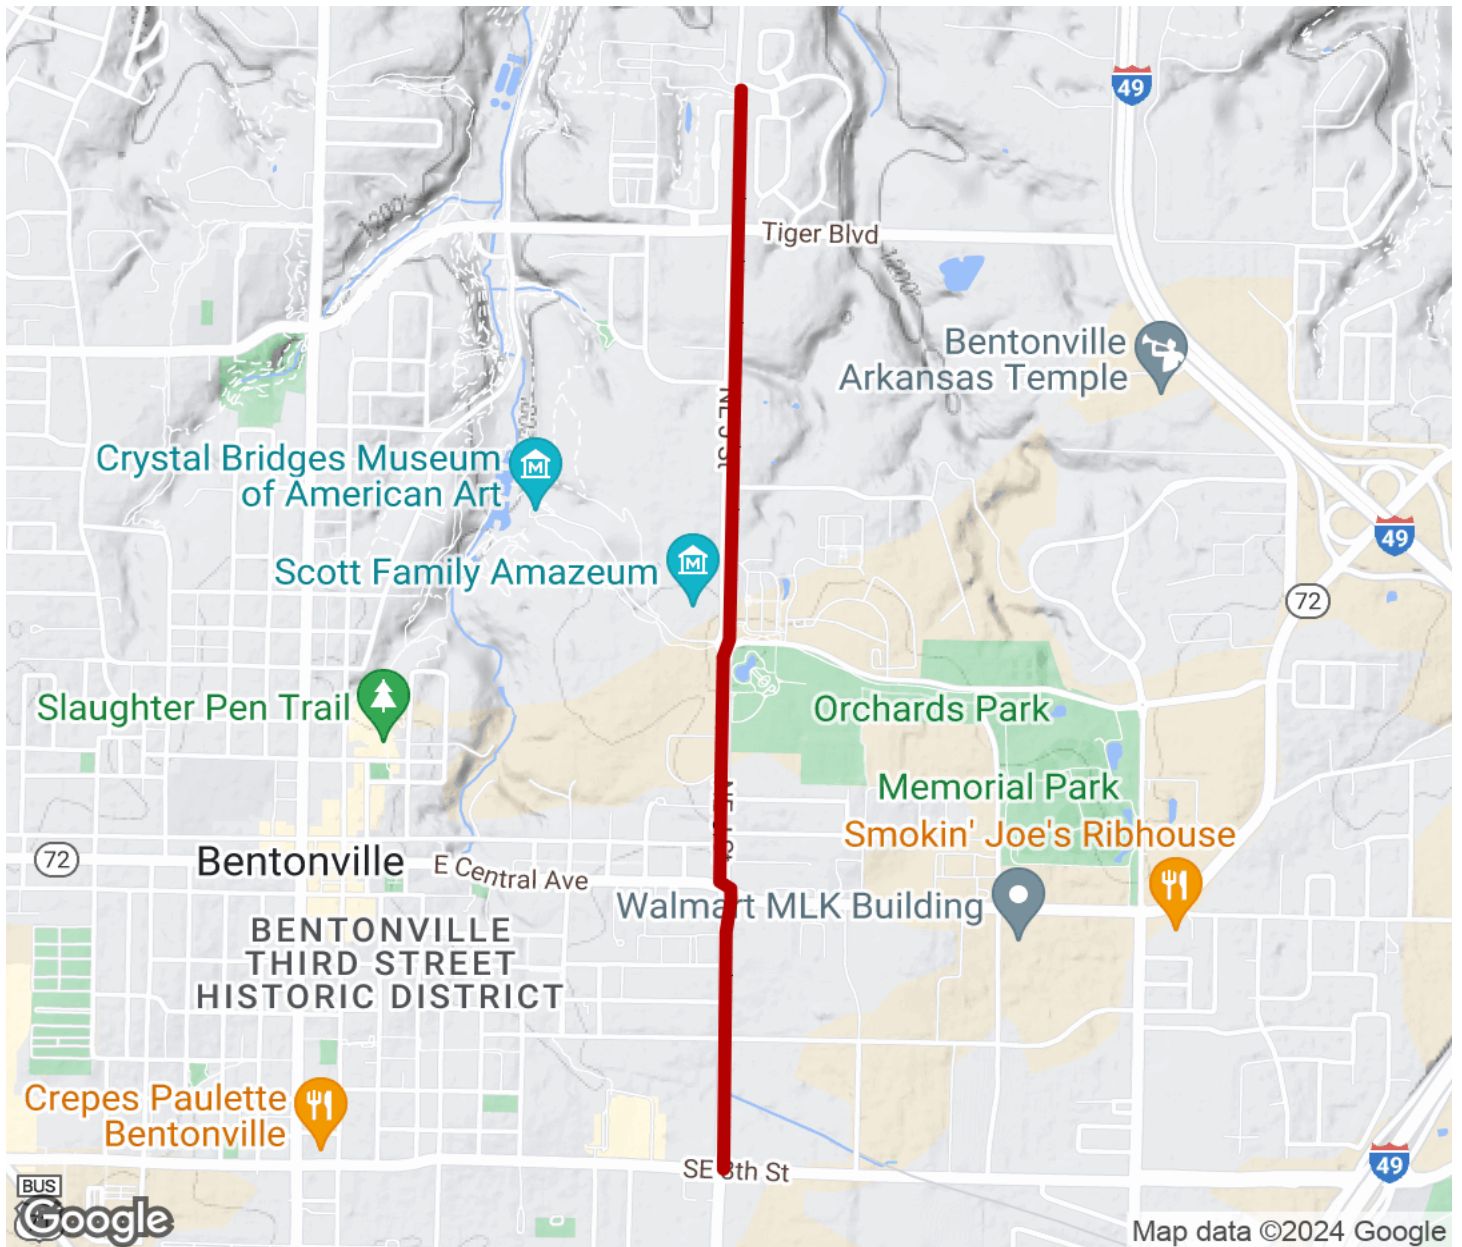 49
Tiger Blvd
1200'
1200'
Bentonville
Arkansas Temple
NE J St
Crystal Bridges Museum
of American Art
49
Scott Family Amazeum
72
Slaughter Pen Trail
Orchards Park
Memorial Park
NE J St
Smokin' Joe's Ribhouse
72
Bentonville
E Central Ave
Walmart MLK Building
BENTONVILLE
THIRD STREET
HISTORIC DISTRICT
Crepes Paulette
Bentonville
SE 8th St
49
BUS
Google
Map data ©2024 Google